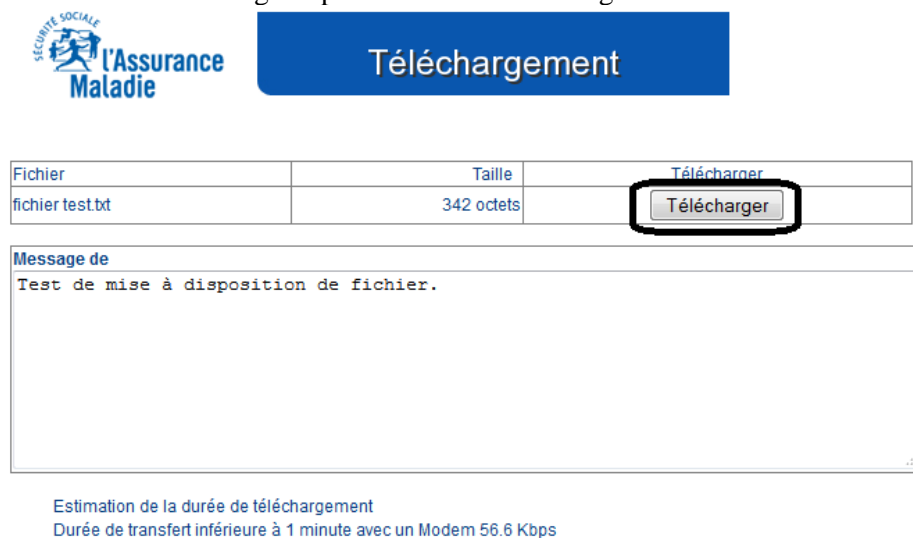 SÉCURITÉ SOCIALE
l'Assurance
Maladie
Téléchargement
Fichier Taille Télécharger
fichier test.txt 342 octets Télécharger
Message de
Test de mise à disposition de fichier.
Estimation de la durée de téléchargement
Durée de transfert inférieure à 1 minute avec un Modem 56.6 Kbps